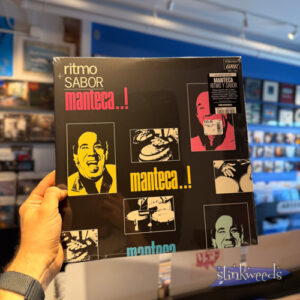 ritmo
SABOR
manteca..!
MANTECA
RITMO Y SABOR
manteca..!
manteca
stinkweeds